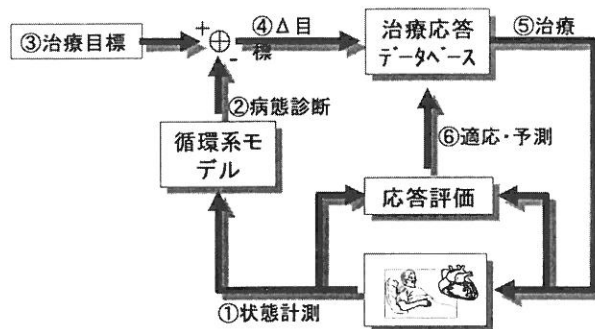 ③治療目標
+
-
④Δ目
標
治療応答
データベース
⑤治療
②病態診断
循環系モ
デル
⑥適応・予測
応答評価
①状態計測